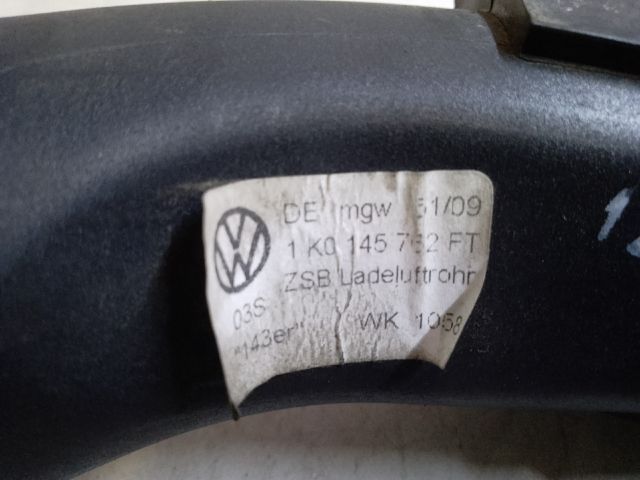 DE mgw 51/09
1 K0 145 762 FT
ZSB Ladeluftrohr
03S
"143er" WK 1058